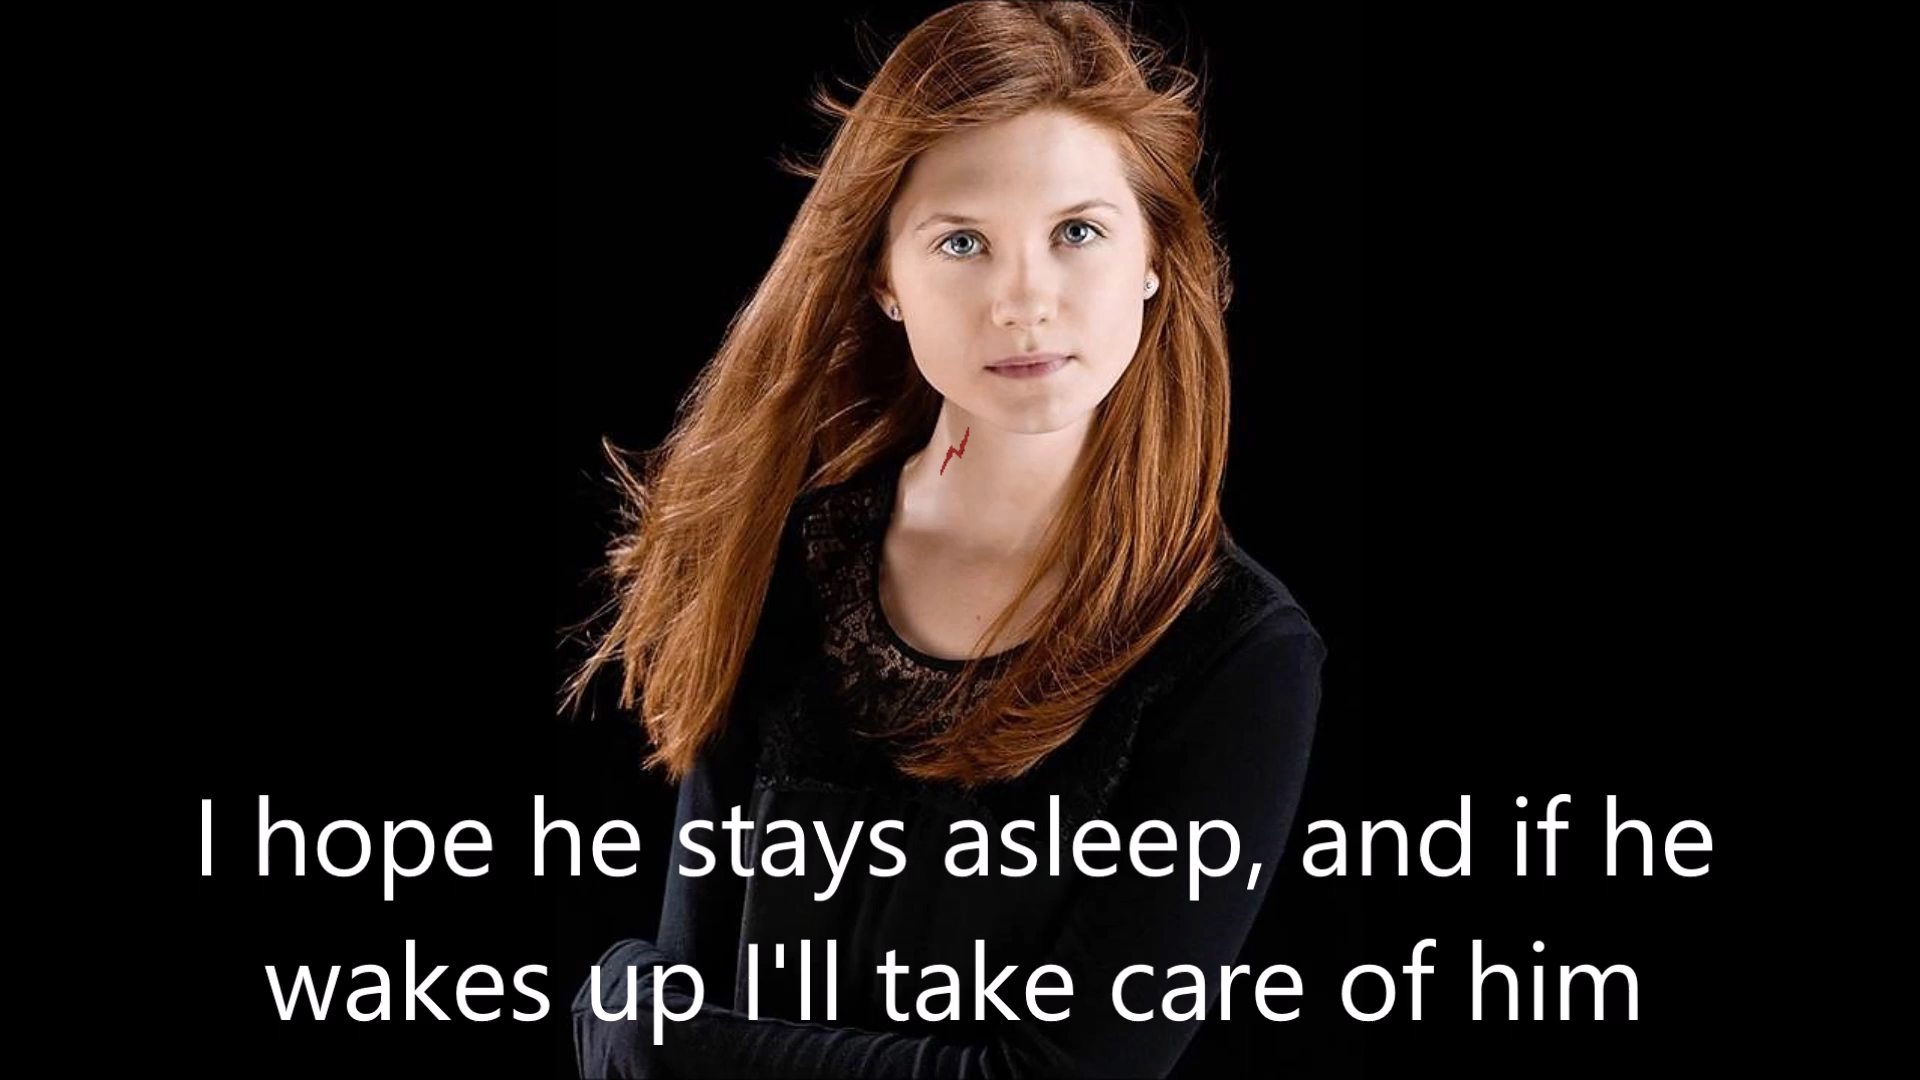 I hope he stays asleep, and if he
wakes up I'll take care of him